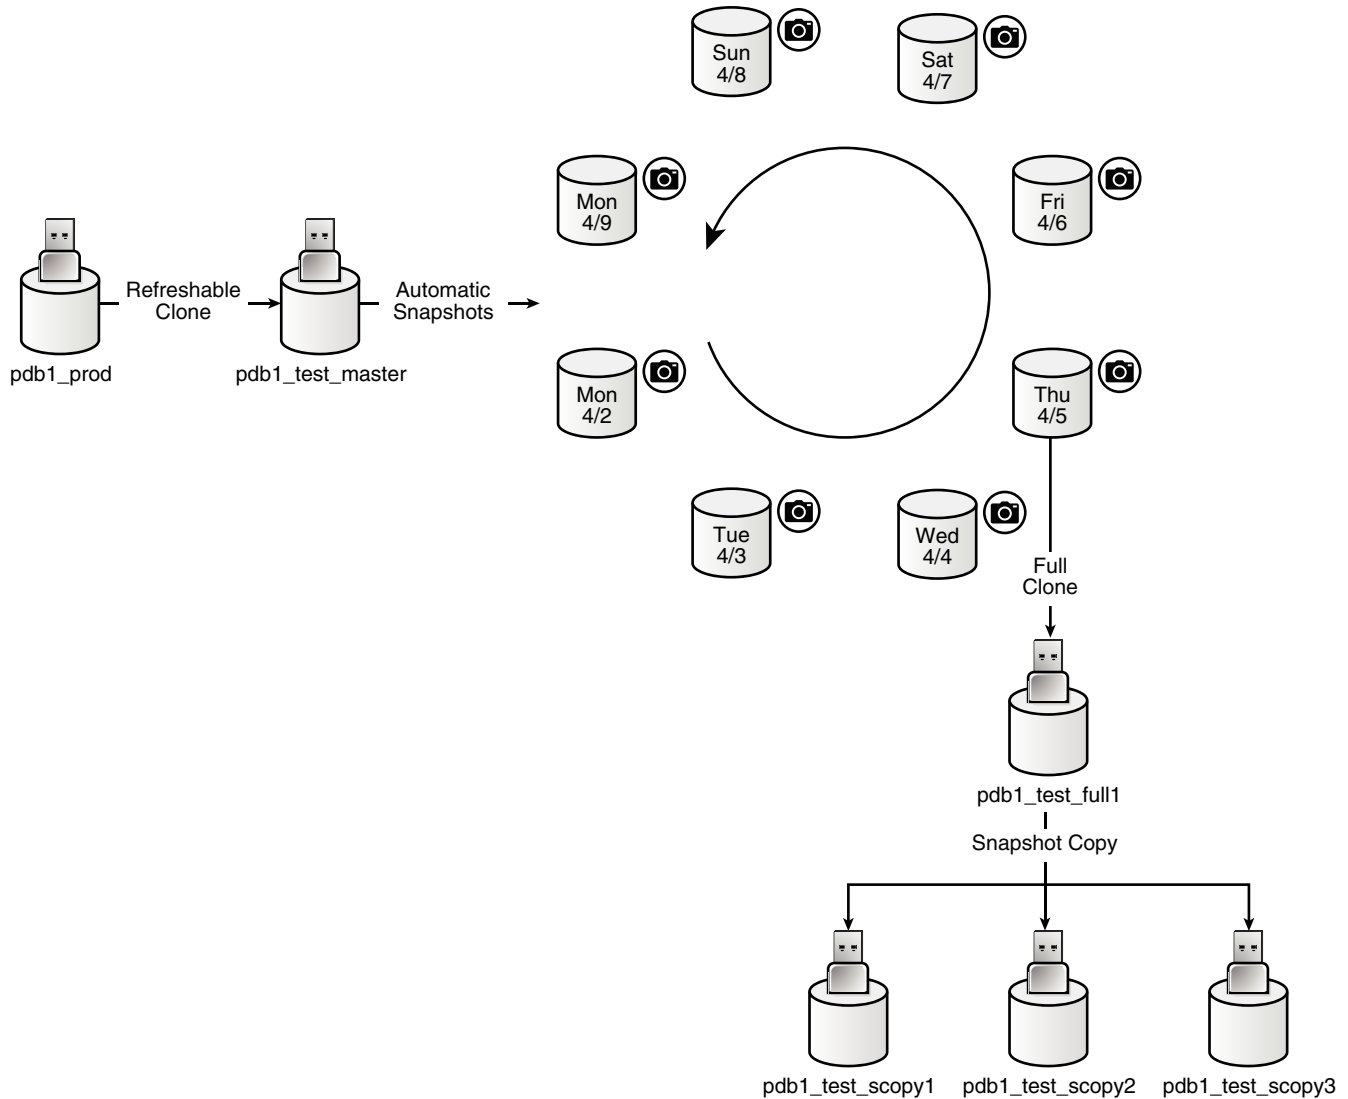 Sun
4/8
Sat
4/7
Mon
4/9
Fri
4/6
Refreshable
Clone
Automatic
Snapshots
pdb1_prod
pdb1_test_master
Mon
4/2
Thu
4/5
Tue
4/3
Wed
4/4
Full
Clone
pdb1_test_full1
Snapshot Copy
pdb1_test_scopy1
pdb1_test_scopy2
pdb1_test_scopy3